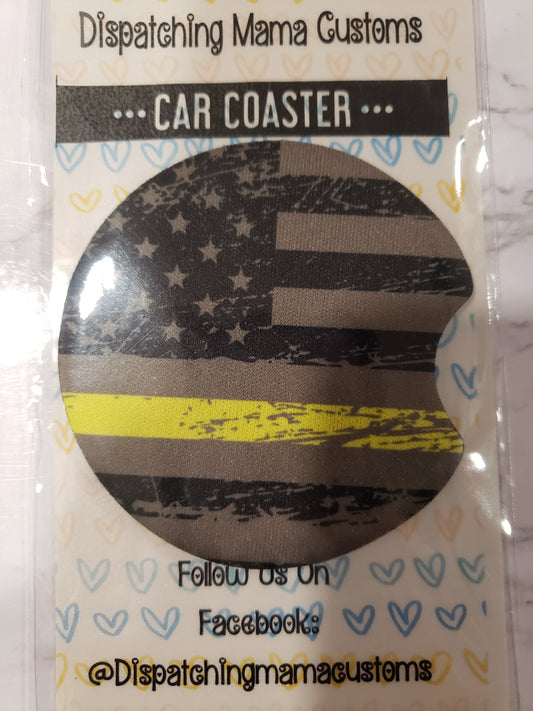 Dispatching Mama Customs
··· CAR COASTER ···
Follow Us On
Facebook:
@Dispatchingmamacustoms